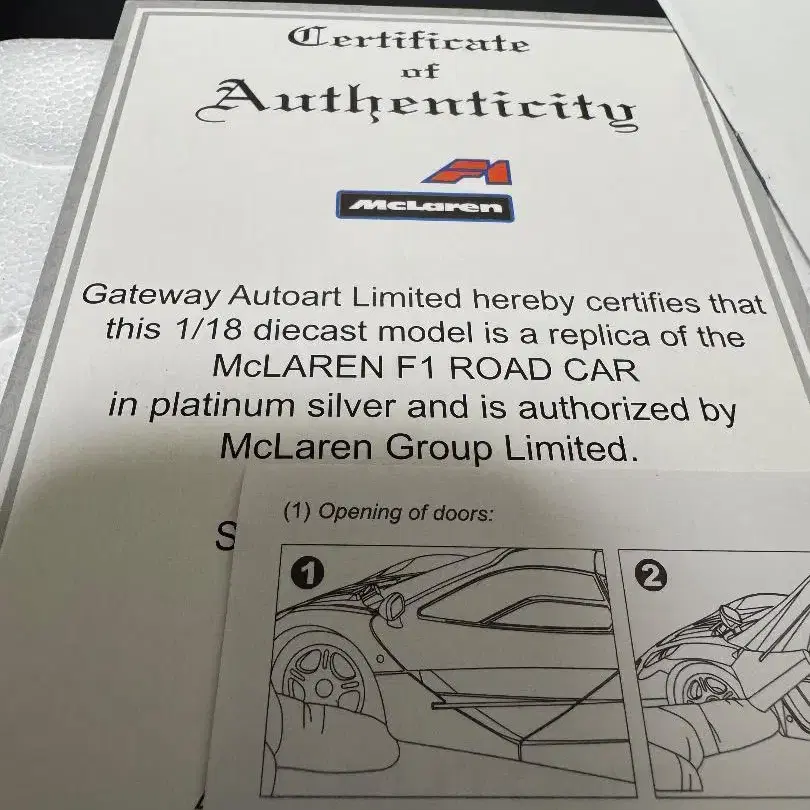 Certificate
of
Authenticity
F1
McLaren
Gateway Autoart Limited hereby certifies that
this 1/18 diecast model is a replica of the
McLAREN F1 ROAD CAR
in platinum silver and is authorized by
McLaren Group Limited.
S
(1) Opening of doors:
1
2